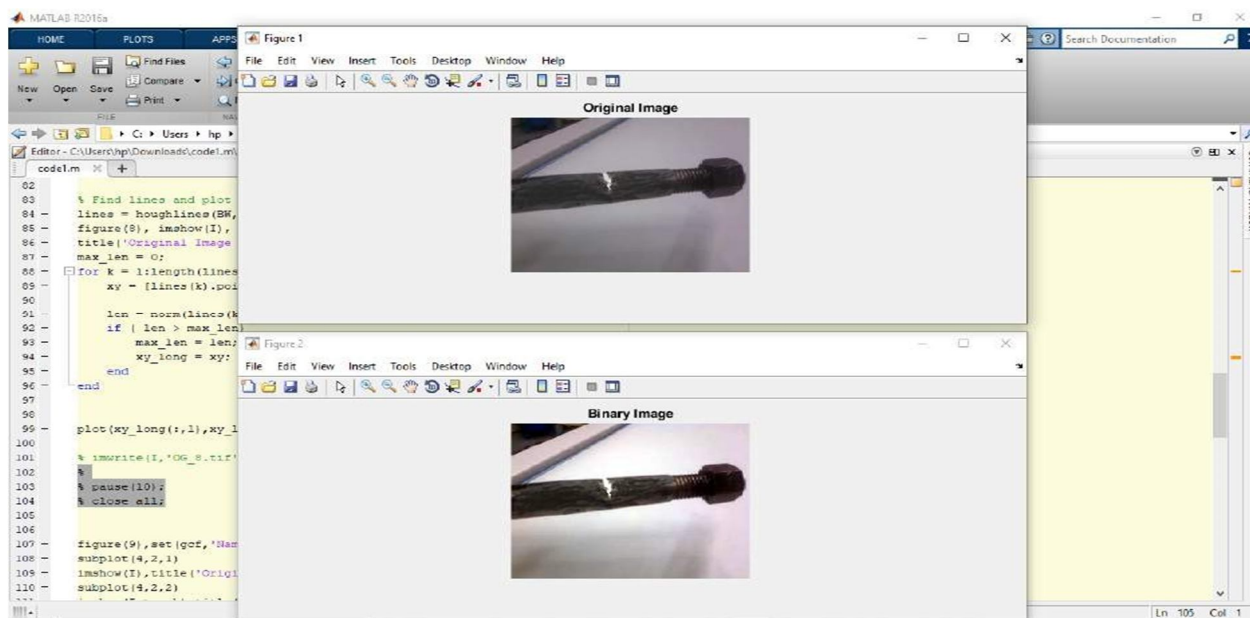 MATLAB R2016a
HOME PLOTS APPS
Search Documentation
Find Files
Compare
Print
New Open Save
FILE
C: Users hp
Editor - C:\Users\hp\Downloads\code1.m\
code1.m
Figure 1
File Edit View Insert Tools Desktop Window Help
Original Image
82
83 % Find lines and plot
84 lines = houghlines(BW,
85 figure(8), imshow(I),
86 title('Original Image
87 max_len = 0;
88 for k = 1:length(lines
89 xy = [lines(k).poi
90
91 len = norm(lines(k
92 if ( len > max_len)
93 max_len = len;
94 xy_long = xy;
95 end
96 end
97
98
99 plot(xy_long(:,1),xy_l
100
101 % imwrite(I,'OG_8.tif'
102 %
103 % pause(10);
104 % close all;
105
106
107 figure(9),set(gcf,'Nam
108 subplot(4,2,1)
109 imshow(I),title('Origi
110 subplot(4,2,2)
Figure 2
File Edit View Insert Tools Desktop Window Help
Binary Image
Ln 105 Col 1